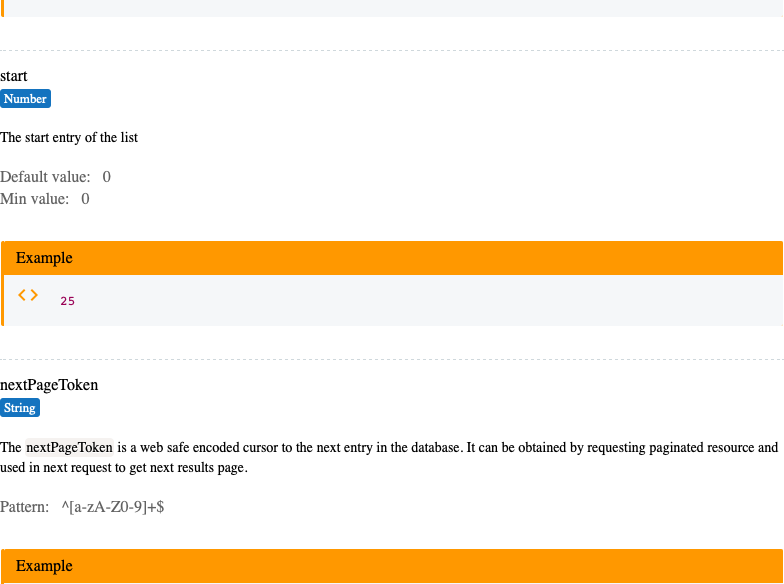 start
Number
The start entry of the list
Default value: 0
Min value: 0
Example
<> 25
nextPageToken
String
The nextPageToken is a web safe encoded cursor to the next entry in the database. It can be obtained by requesting paginated resource and
used in next request to get next results page.
Pattern: ^[a-zA-Z0-9]+$
Example